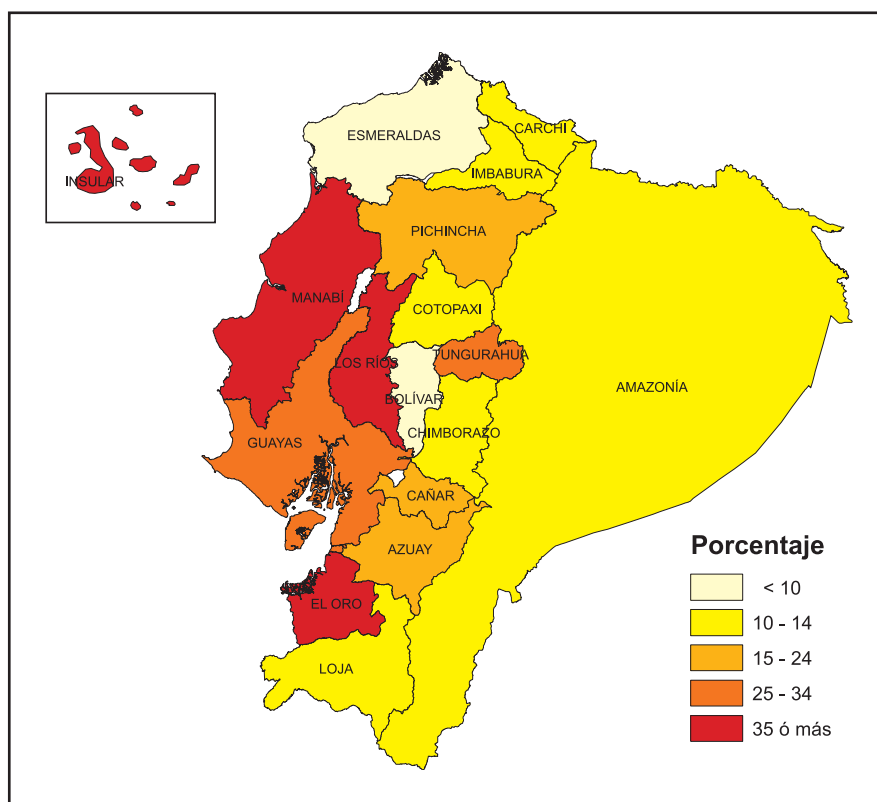 ESMERALDAS
CARCHI
IMBABURA
INSULAR
PICHINCHA
MANABÍ
COTOPAXI
LOS RÍOS
TUNGURAHUA
AMAZONÍA
BOLÍVAR
CHIMBORAZO
GUAYAS
CAÑAR
AZUAY
EL ORO
LOJA
Porcentaje
< 10
10 - 14
15 - 24
25 - 34
35 ó más